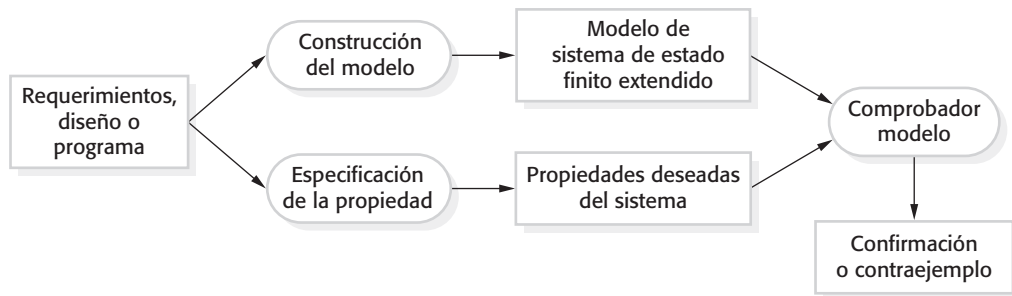 Requerimientos,
diseño o
programa
Construcción
del modelo
Modelo de
sistema de estado
finito extendido
Especificación
de la propiedad
Propiedades deseadas
del sistema
Comprobador
modelo
Confirmación
o contraejemplo